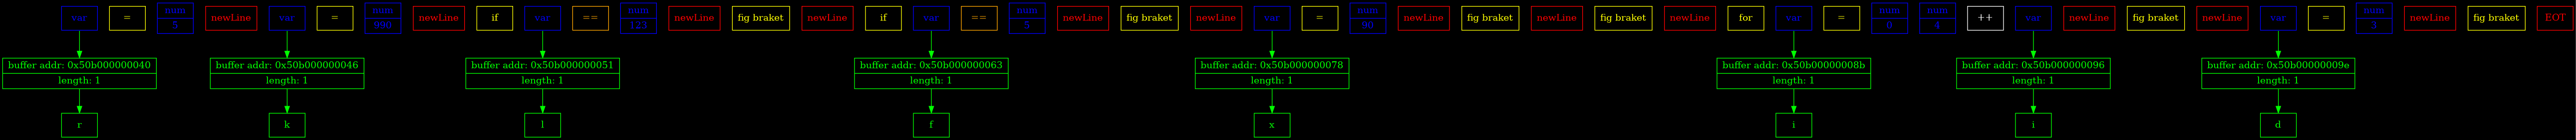 var = num 5 newLine var = num 990 newLine if var == num 123 newLine fig braket newLine if var == num 5 newLine fig braket newLine var = num 90 newLine fig braket newLine fig braket newLine for var = num 0 num 4 ++ var newLine fig braket newLine var = num 3 newLine fig braket EOT
buffer addr: 0x50b000000040 buffer addr: 0x50b000000046 buffer addr: 0x50b000000051 buffer addr: 0x50b000000063 buffer addr: 0x50b000000078 buffer addr: 0x50b00000008b buffer addr: 0x50b000000096 buffer addr: 0x50b00000009e
length: 1 length: 1 length: 1 length: 1 length: 1 length: 1 length: 1 length: 1
r k l f x i i d